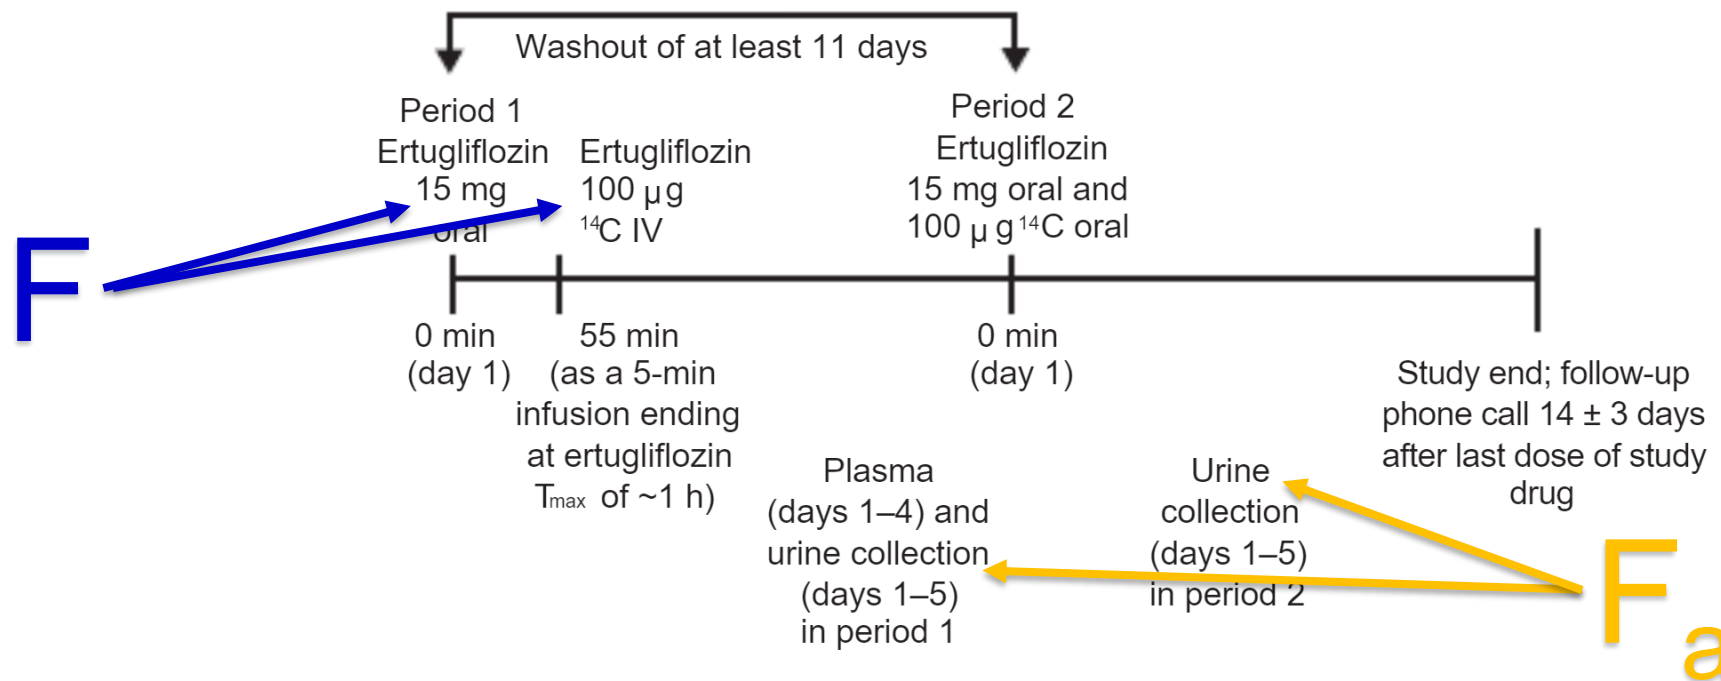 Washout of at least 11 days
Period 1
Ertugliflozin
15 mg
oral
Ertugliflozin
100 μg
¹⁴C IV
Period 2
Ertugliflozin
15 mg oral and
100 μg ¹⁴C oral
F
0 min
(day 1)
55 min
(as a 5-min
infusion ending
at ertugliflozin
Tmax of ~1 h)
0 min
(day 1)
Study end; follow-up
phone call 14 ± 3 days
after last dose of study
drug
Plasma
(days 1–4) and
urine collection
(days 1–5)
in period 1
Urine
collection
(days 1–5)
in period 2
Fa